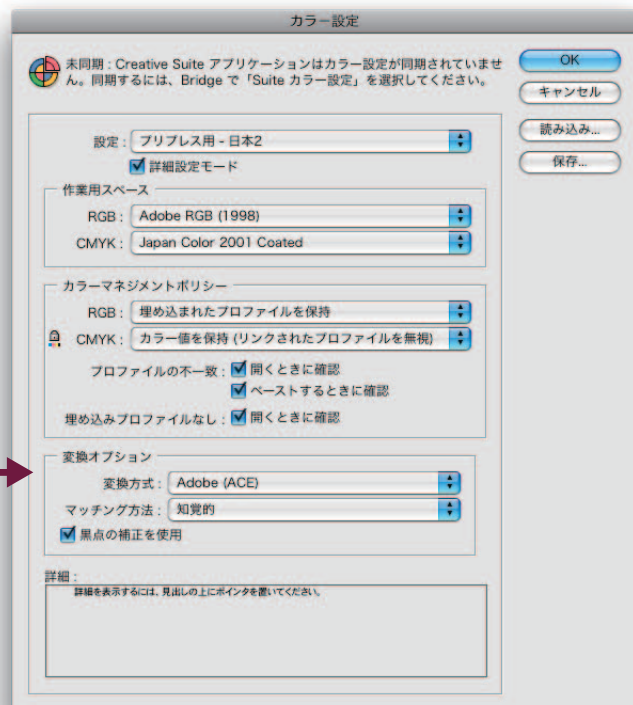 カラー設定
未同期 : Creative Suite アプリケーションはカラー設定が同期されていませ
ん。同期するには、Bridge で「Suite カラー設定」を選択してください。
OK
キャンセル
読み込み...
保存...
設定 : プリプレス用 - 日本2
詳細設定モード
作業用スペース
RGB : Adobe RGB (1998)
CMYK : Japan Color 2001 Coated
カラーマネジメントポリシー
RGB : 埋め込まれたプロファイルを保持
CMYK : カラー値を保持 (リンクされたプロファイルを無視)
プロファイルの不一致 : 開くときに確認
ペーストするときに確認
埋め込みプロファイルなし : 開くときに確認
変換オプション
変換方式 : Adobe (ACE)
マッチング方法 : 知覚的
黒点の補正を使用
詳細 :
詳細を表示するには、見出しの上にポインタを置いてください。